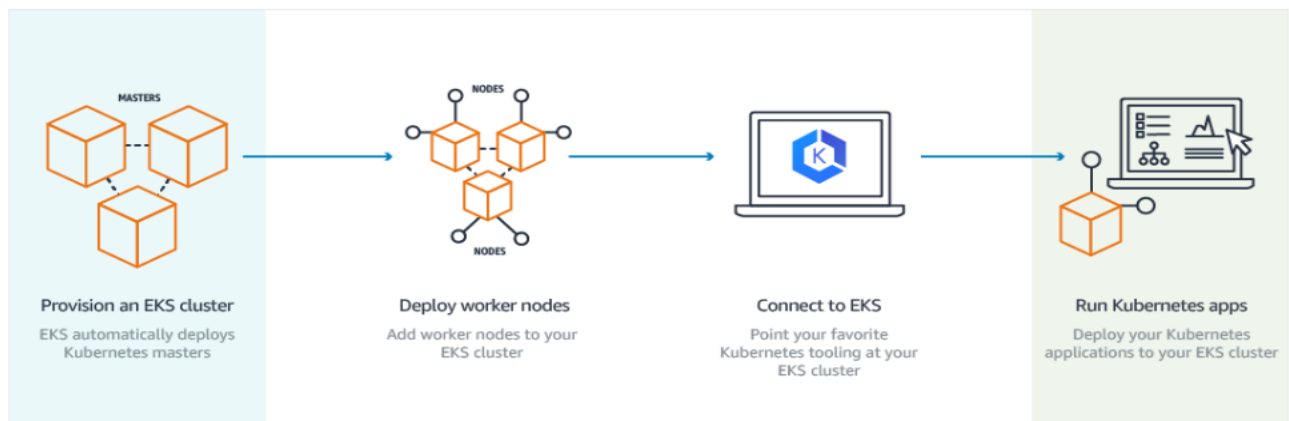 MASTERS
Provision an EKS cluster
EKS automatically deploys
Kubernetes masters
NODES
NODES
Deploy worker nodes
Add worker nodes to your
EKS cluster
K
Connect to EKS
Point your favorite
Kubernetes tooling at your
EKS cluster
Run Kubernetes apps
Deploy your Kubernetes
applications to your EKS cluster